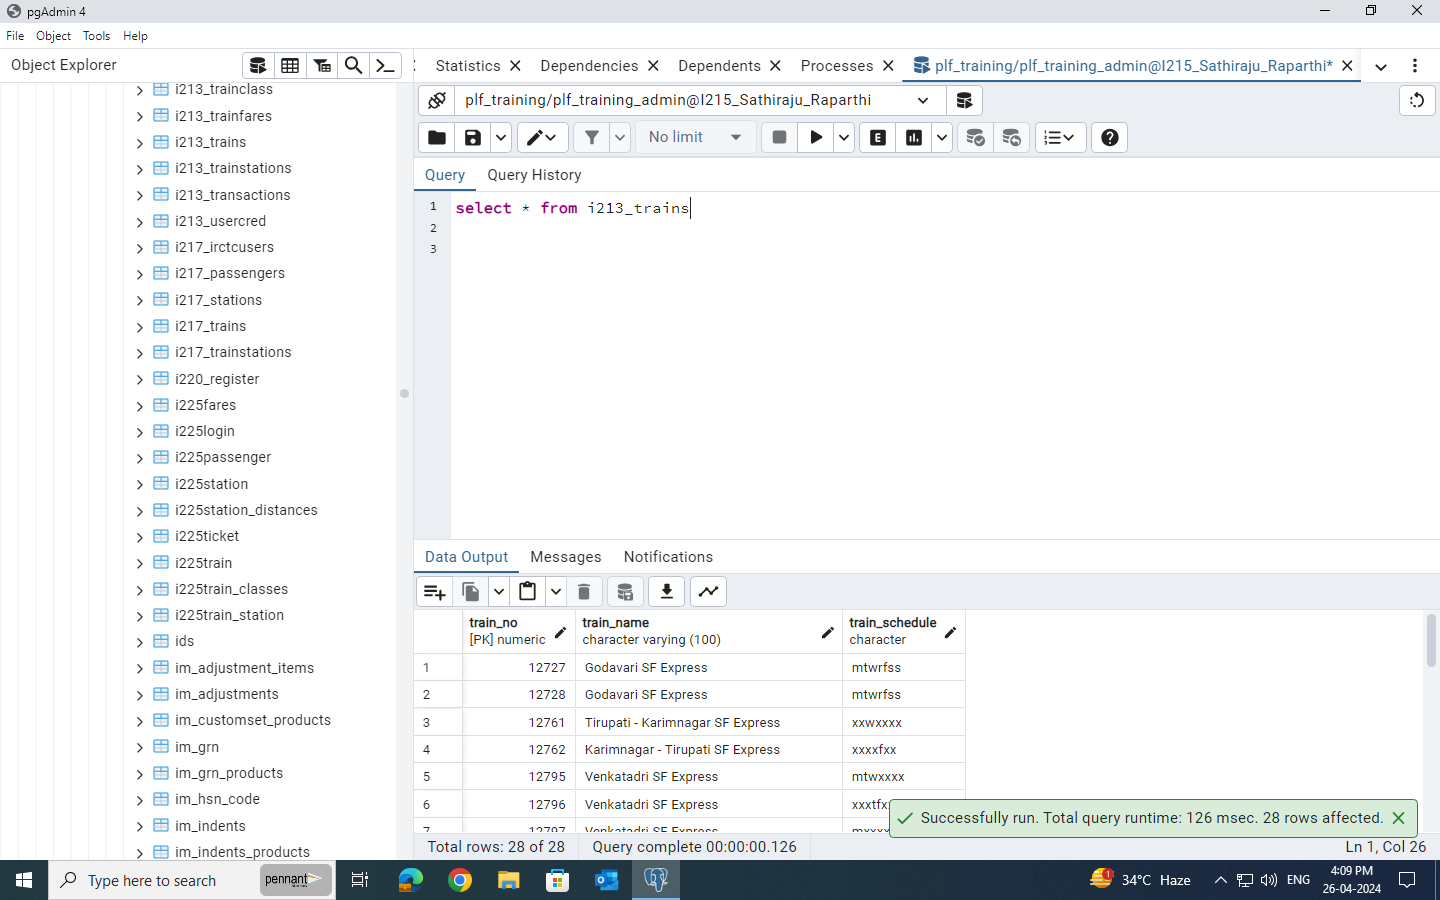 pgAdmin 4
File Object Tools Help
Object Explorer
Statistics
Dependencies
Dependents
Processes
plf_training/plf_training_admin@I215_Sathiraju_Raparthi*
plf_training/plf_training_admin@I215_Sathiraju_Raparthi
No limit
E
Query Query History
1 select * from i213_trains
2
3
i213_trainclass
i213_trainfares
i213_trains
i213_trainstations
i213_transactions
i213_usercred
i217_irctcusers
i217_passengers
i217_stations
i217_trains
i217_trainstations
i220_register
i225fares
i225login
i225passenger
i225station
i225station_distances
i225ticket
i225train
i225train_classes
i225train_station
ids
im_adjustment_items
im_adjustments
im_customset_products
im_grn
im_grn_products
im_hsn_code
im_indents
im_indents_products
Data Output Messages Notifications
train_no train_name train_schedule
[PK] numeric character varying (100) character
1 12727 Godavari SF Express mtwrfss
2 12728 Godavari SF Express mtwrfss
3 12761 Tirupati - Karimnagar SF Express xxwxxxx
4 12762 Karimnagar - Tirupati SF Express xxxxfxx
5 12795 Venkatadri SF Express mtwxxxx
6 12796 Venkatadri SF Express
7 12797 Venkatadri SF Express
Successfully run. Total query runtime: 126 msec. 28 rows affected.
Total rows: 28 of 28 Query complete 00:00:00.126 Ln 1, Col 26
Type here to search
pennant
1
34°C Haze
ENG
4:09 PM
26-04-2024